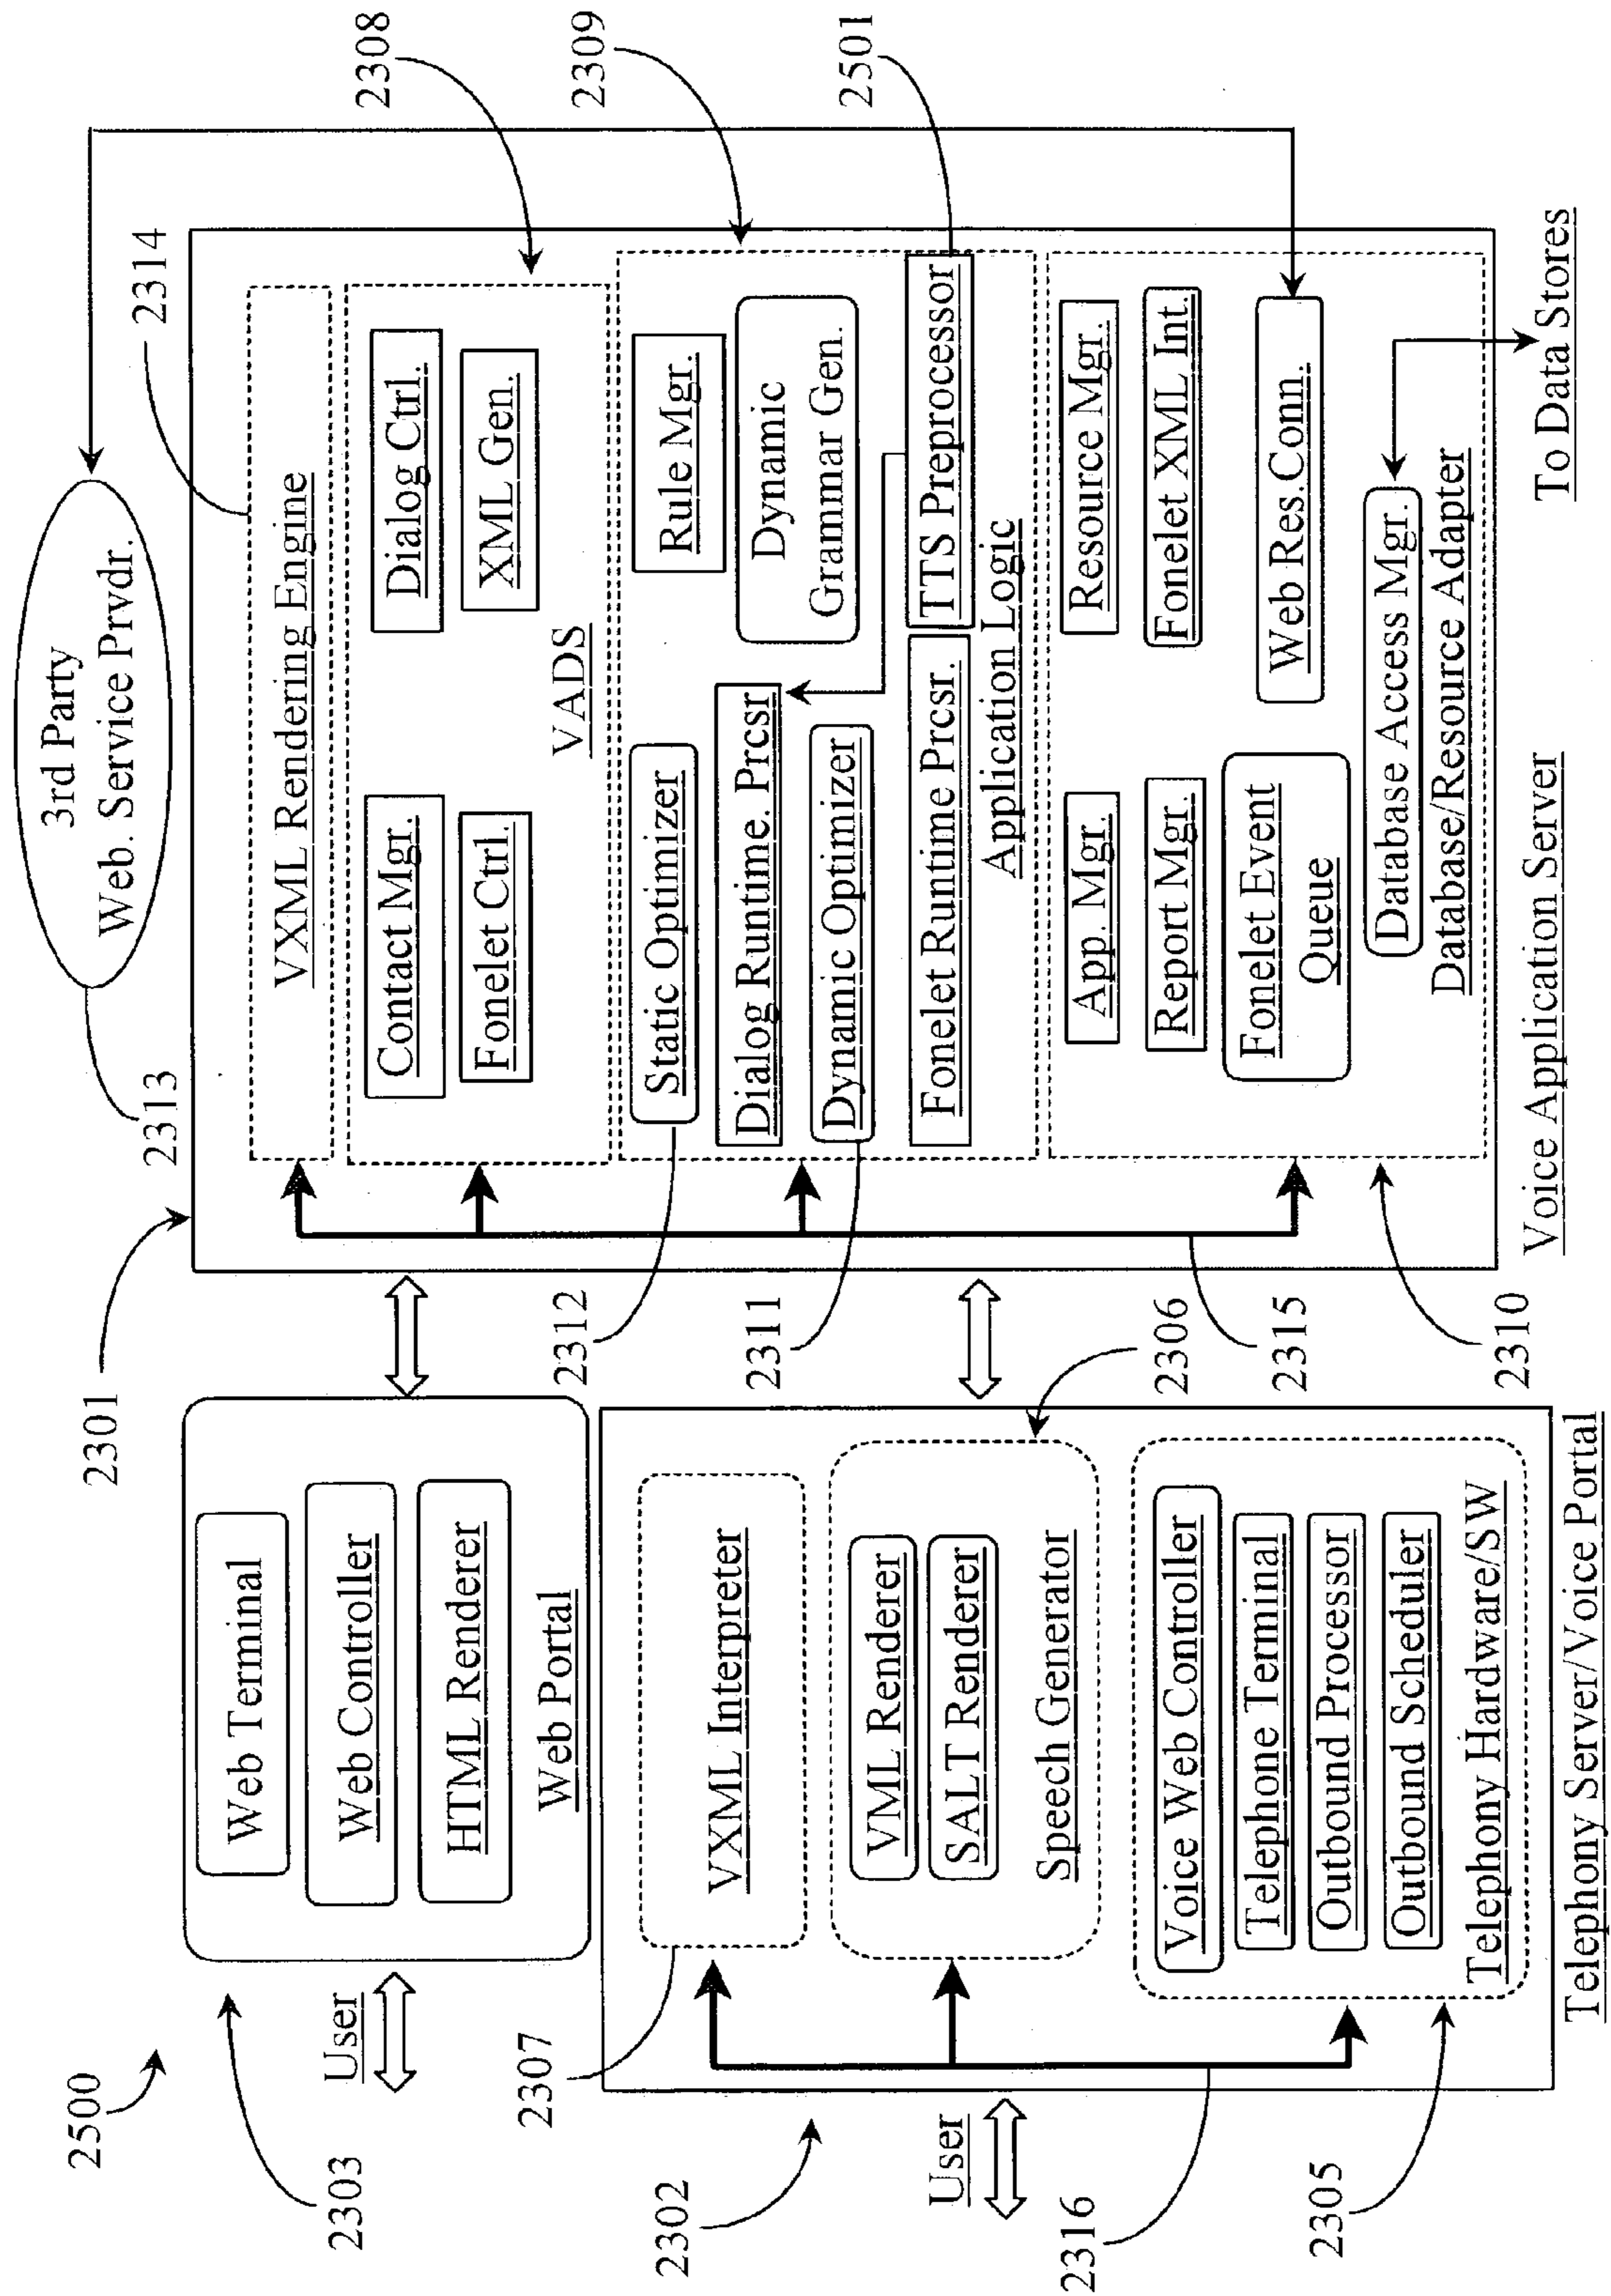 2500
2303
User
Web Terminal
Web Controller
HTML Renderer
Web Portal
2302
User
2307
VXML Interpreter
VML Renderer
SALT Renderer
Speech Generator
2306
2316
2305
Voice Web Controller
Telephone Terminal
Outbound Processor
Outbound Scheduler
Telephony Hardware/SW
Telephony Server/Voice Portal
2301
2313
3rd Party
Web. Service Prvdr.
2314
VXML Rendering Engine
2308
Contact Mgr.
Dialog Ctrl.
Fonelet Ctrl.
XML Gen.
VADS
2309
2312
Static Optimizer
Rule Mgr.
Dialog Runtime. Prcsr
Dynamic
Grammar Gen.
2311
Dynamic Optimizer
2501
Fonelet Runtime Prcsr.
TTS Preprocessor
Application Logic
2315
2310
App. Mgr.
Resource Mgr.
Report Mgr.
Fonelet XML Int.
Fonelet Event
Queue
Web Res.Conn.
Database Access Mgr.
Database/Resource Adapter
Voice Application Server
To Data Stores